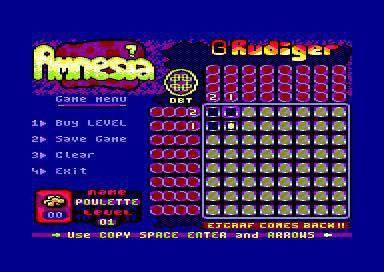 Amnesia ?
Rudiger
DBT
2 1
Game menu
1 Buy LEVEL
2 Save Game
3 Clear
4 Exit
2
1
name
POULETTE
Level
00
01
EJGRAF COMES BACK!!
Use COPY SPACE ENTER and ARROWS